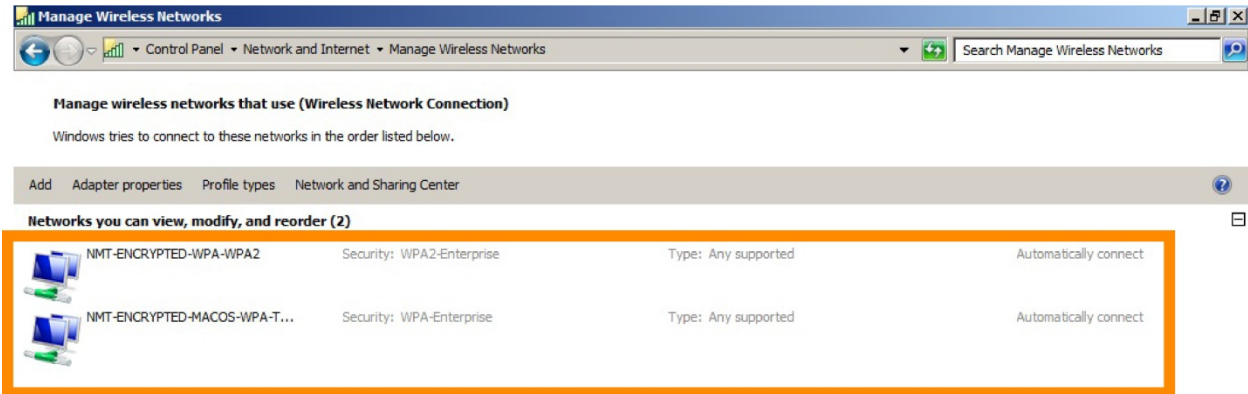 Manage Wireless Networks
Control Panel Network and Internet Manage Wireless Networks Search Manage Wireless Networks
Manage wireless networks that use (Wireless Network Connection)
Windows tries to connect to these networks in the order listed below.
Add Adapter properties Profile types Network and Sharing Center
Networks you can view, modify, and reorder (2)
NMT-ENCRYPTED-WPA-WPA2 Security: WPA2-Enterprise Type: Any supported Automatically connect
NMT-ENCRYPTED-MACOS-WPA-T... Security: WPA-Enterprise Type: Any supported Automatically connect